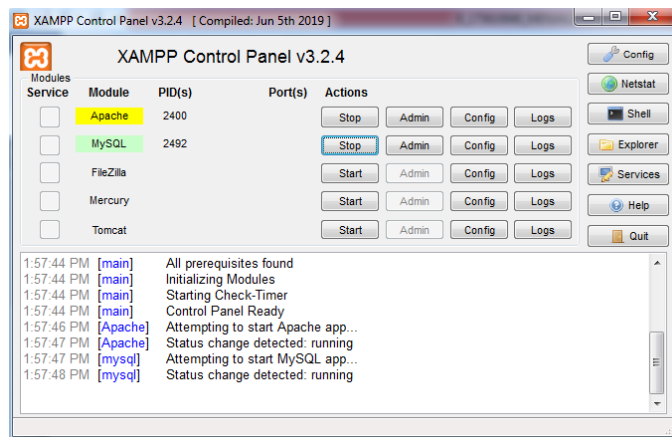 XAMPP Control Panel v3.2.4 [ Compiled: Jun 5th 2019 ]
XAMPP Control Panel v3.2.4
Config
Modules
Service Module PID(s) Port(s) Actions
Netstat
Apache 2400 Stop Admin Config Logs
Shell
MySQL 2492 Stop Admin Config Logs
Explorer
FileZilla Start Admin Config Logs
Services
Mercury Start Admin Config Logs
Help
Tomcat Start Admin Config Logs
Quit
1:57:44 PM [main] All prerequisites found
1:57:44 PM [main] Initializing Modules
1:57:44 PM [main] Starting Check-Timer
1:57:44 PM [main] Control Panel Ready
1:57:46 PM [Apache] Attempting to start Apache app...
1:57:47 PM [Apache] Status change detected: running
1:57:47 PM [mysql] Attempting to start MySQL app...
1:57:48 PM [mysql] Status change detected: running